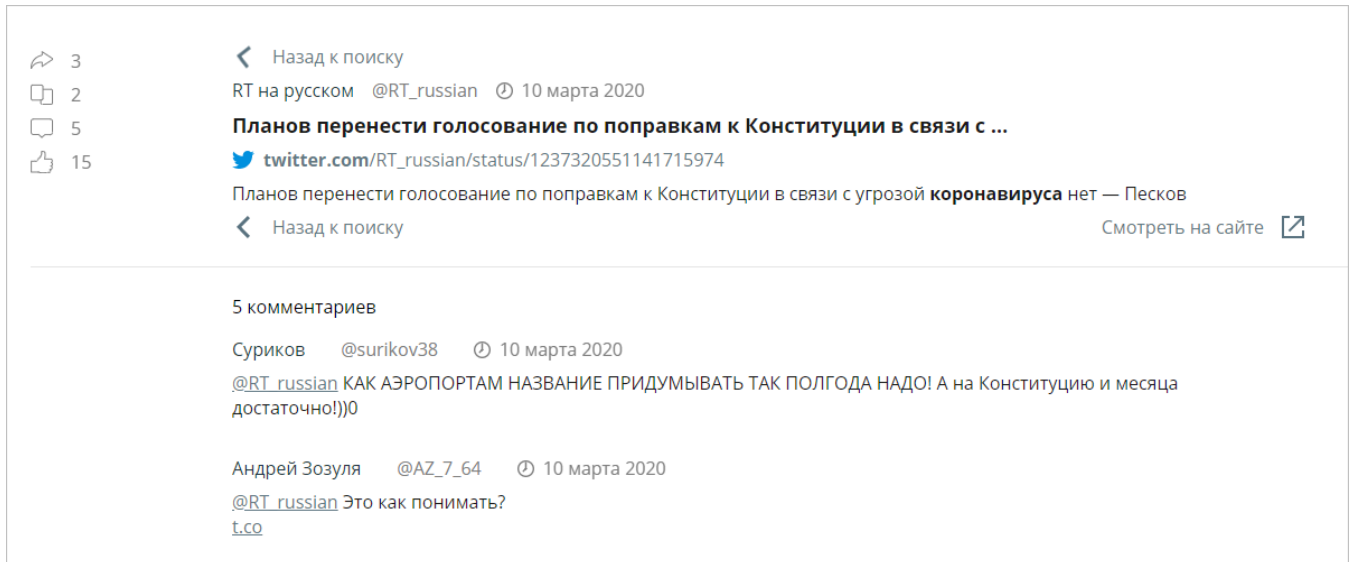 3
2
5
15
Назад к поиску
RT на русском @RT_russian 10 марта 2020
Планов перенести голосование по поправкам к Конституции в связи с ...
twitter.com/RT_russian/status/1237320551141715974
Планов перенести голосование по поправкам к Конституции в связи с угрозой коронавируса нет — Песков
Назад к поиску Смотреть на сайте
5 комментариев
Суриков @surikov38 10 марта 2020
@RT_russian КАК АЭРОПОРТАМ НАЗВАНИЕ ПРИДУМЫВАТЬ ТАК ПОЛГОДА НАДО! А на Конституцию и месяца
достаточно!))0
Андрей Зозуля @AZ_7_64 10 марта 2020
@RT_russian Это как понимать?
t.co